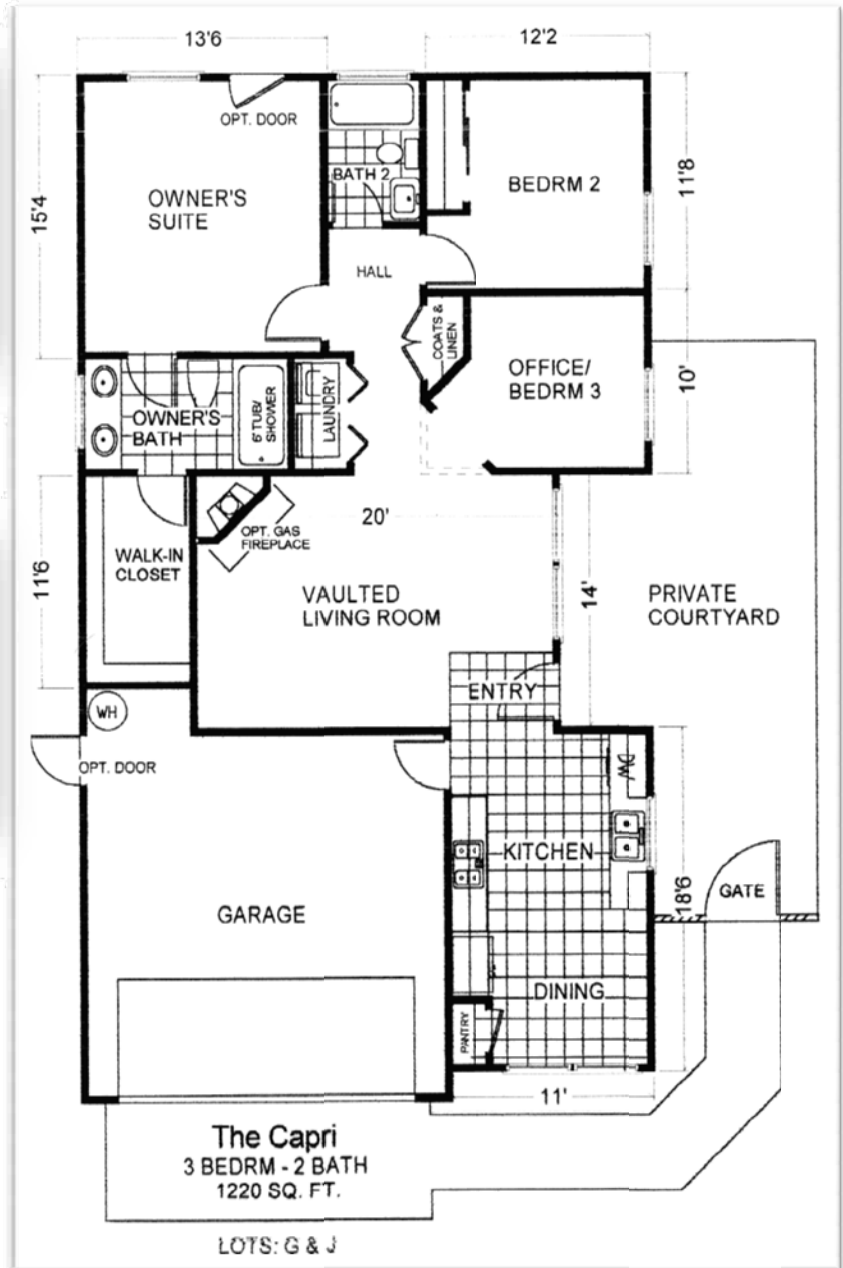 13'6
12'2
OPT. DOOR
15'4
OWNER'S
SUITE
BATH 2
BEDRM 2
11'8
HALL
COATS &
LINEN
OFFICE/
BEDRM 3
10'
OWNER'S
BATH
6' TUB/
SHOWER
LAUNDRY
OPT. GAS
FIREPLACE
20'
11'6
WALK-IN
CLOSET
VAULTED
LIVING ROOM
14'
PRIVATE
COURTYARD
ENTRY
WH
OPT. DOOR
DW
KITCHEN
18'6
GATE
GARAGE
DINING
PANTRY
11'
The Capri
3 BEDRM - 2 BATH
1220 SQ. FT.
LOTS: G & J